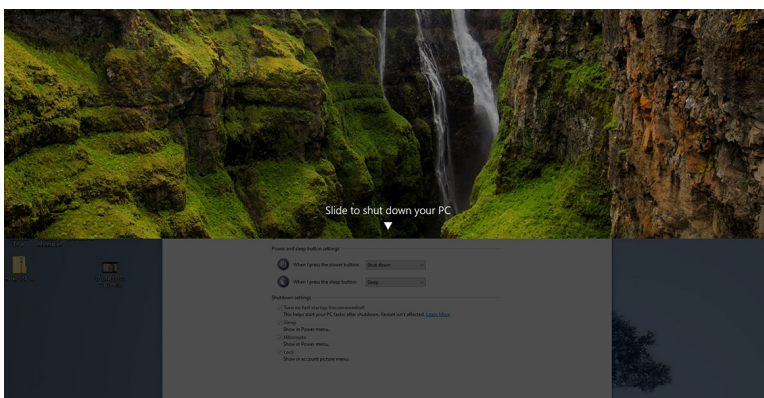 Slide to shut down your PC
Power and sleep button settings
When I press the power button: Shut down
When I press the sleep button: Sleep
Shutdown settings
Turn on fast startup (recommended)
This helps start your PC faster after shutdown. Restart isn't affected. Learn More
Sleep
Show in Power menu.
Hibernate
Show in Power menu.
Lock
Show in account picture menu.